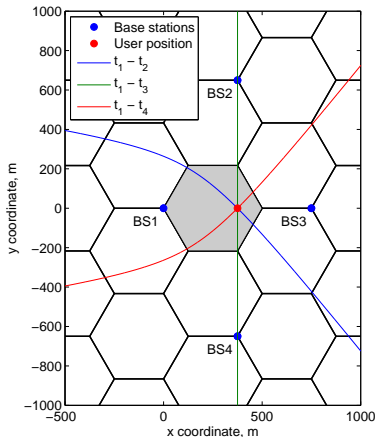 1000
800
600
400
200
0
−200
−400
−600
−800
−1000
y coordinate, m
Base stations
User position
t1 − t2
t1 − t3
t1 − t4
BS2
BS1
BS3
BS4
−500
0
500
1000
x coordinate, m